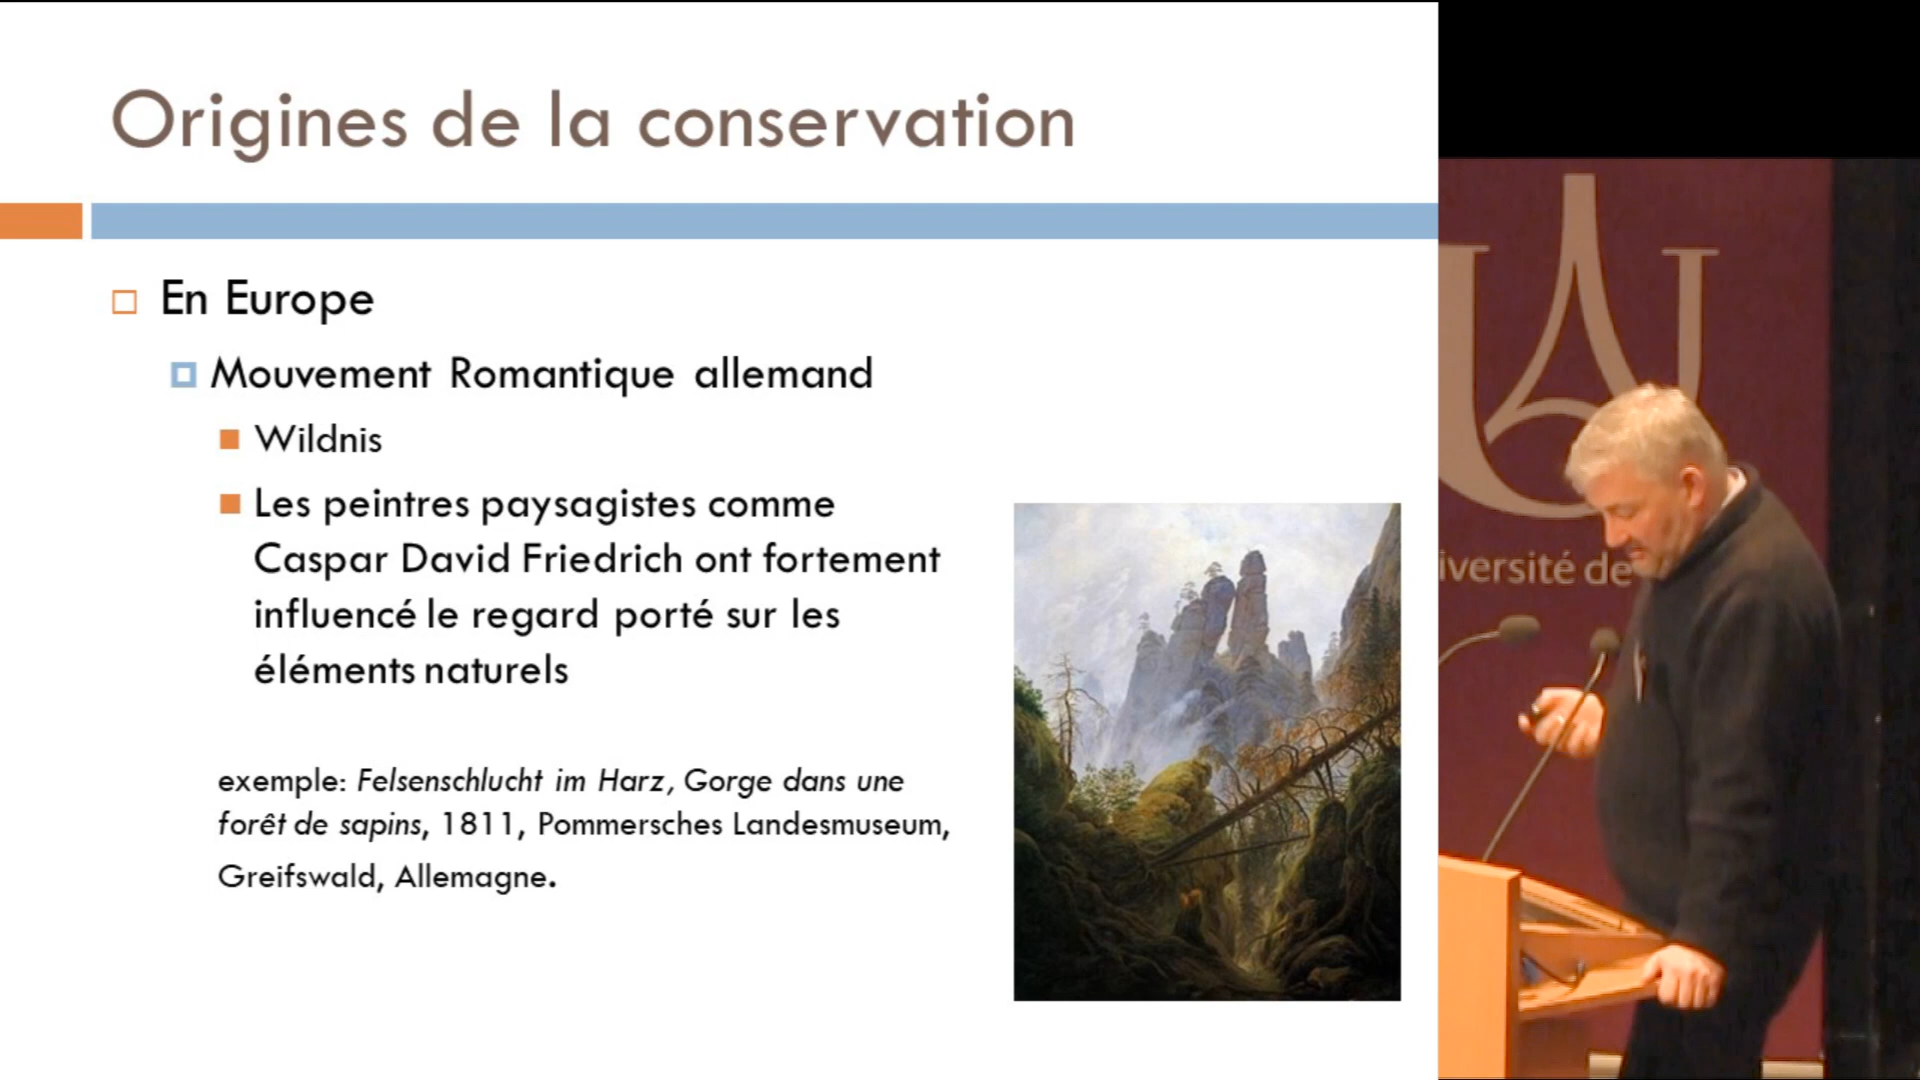 Origines de la conservation
En Europe
Mouvement Romantique allemand
Wildnis
Les peintres paysagistes comme
Caspar David Friedrich ont fortement
influencé le regard porté sur les
éléments naturels
exemple: Felsenschlucht im Harz, Gorge dans une
forêt de sapins, 1811, Pommersches Landesmuseum,
Greifswald, Allemagne.
iversité de